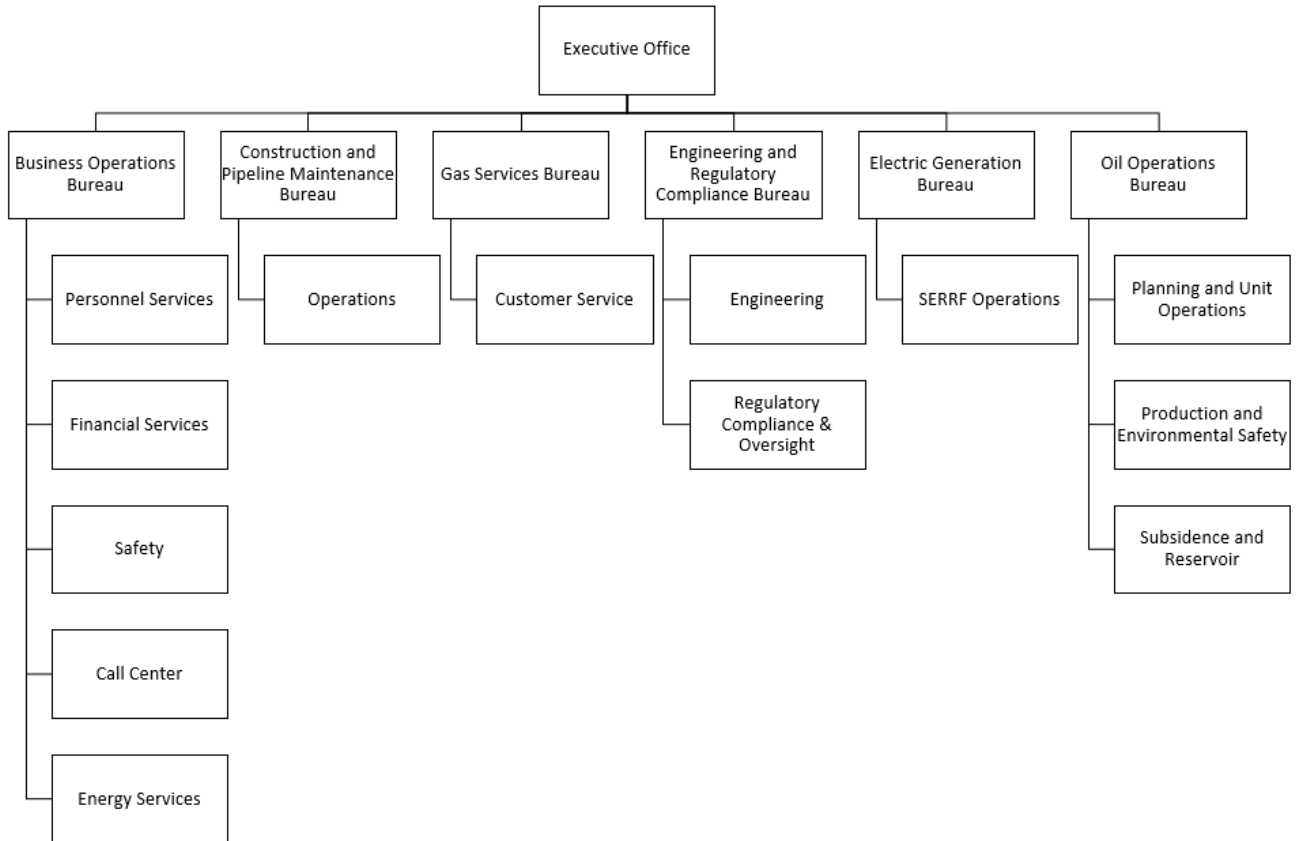 Executive Office
Business Operations
Bureau
Construction and
Pipeline Maintenance
Bureau
Gas Services Bureau
Engineering and
Regulatory
Compliance Bureau
Electric Generation
Bureau
Oil Operations
Bureau
Personnel Services
Operations
Customer Service
Engineering
SERRF Operations
Planning and Unit
Operations
Financial Services
Regulatory
Compliance &
Oversight
Production and
Environmental Safety
Safety
Subsidence and
Reservoir
Call Center
Energy Services